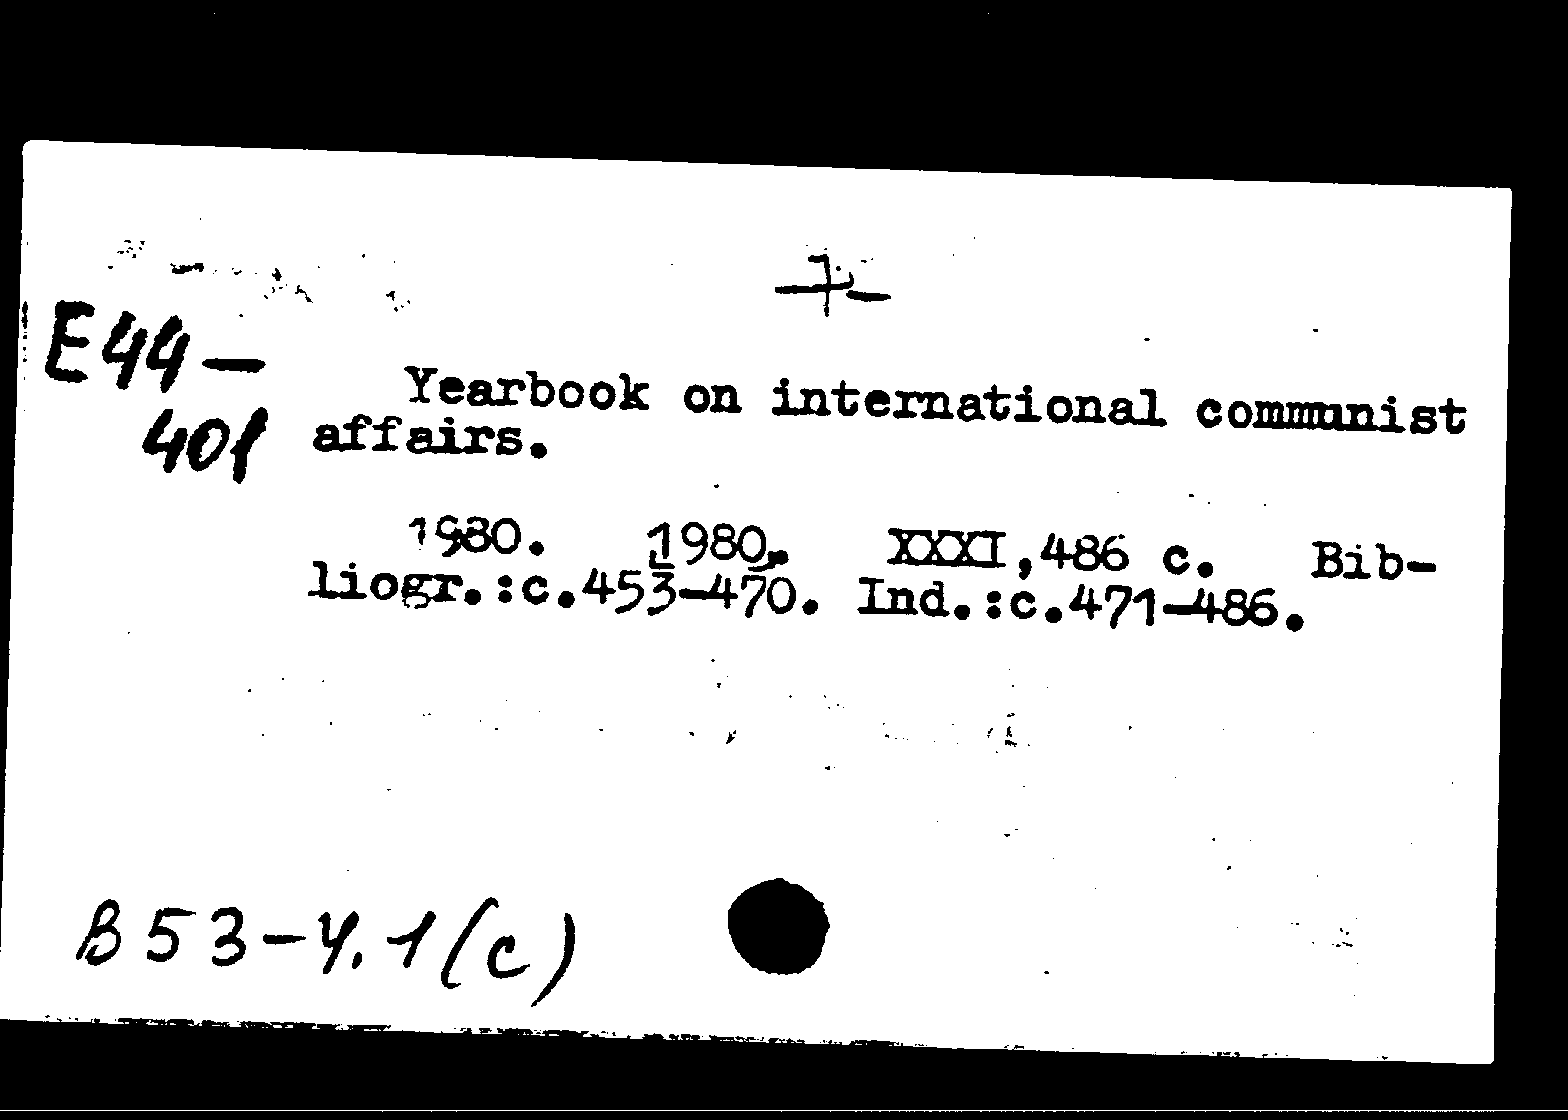 E44-
401
Yearbook on international communist
affairs.
1980. 1980. XXXI,486 c. Bib-
liogr.:c.453-470. Ind.:c.471-486.
B53-4.1(c)